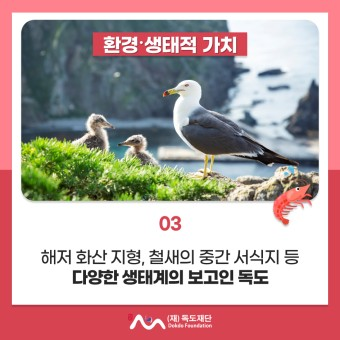 환경·생태적 가치
03
해저 화산 지형, 철새의 중간 서식지 등
다양한 생태계의 보고인 독도
(재) 독도재단
Dokdo Foundation